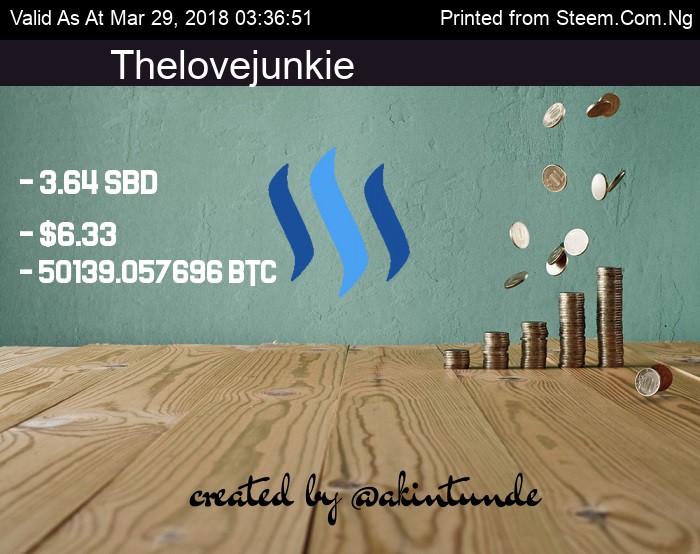 Valid As At Mar 29, 2018 03:36:51 Printed from Steem.Com.Ng
Thelovejunkie
- 3.64 SBD
- $6.33
- 50139.057696 BTC
created by @akintunde